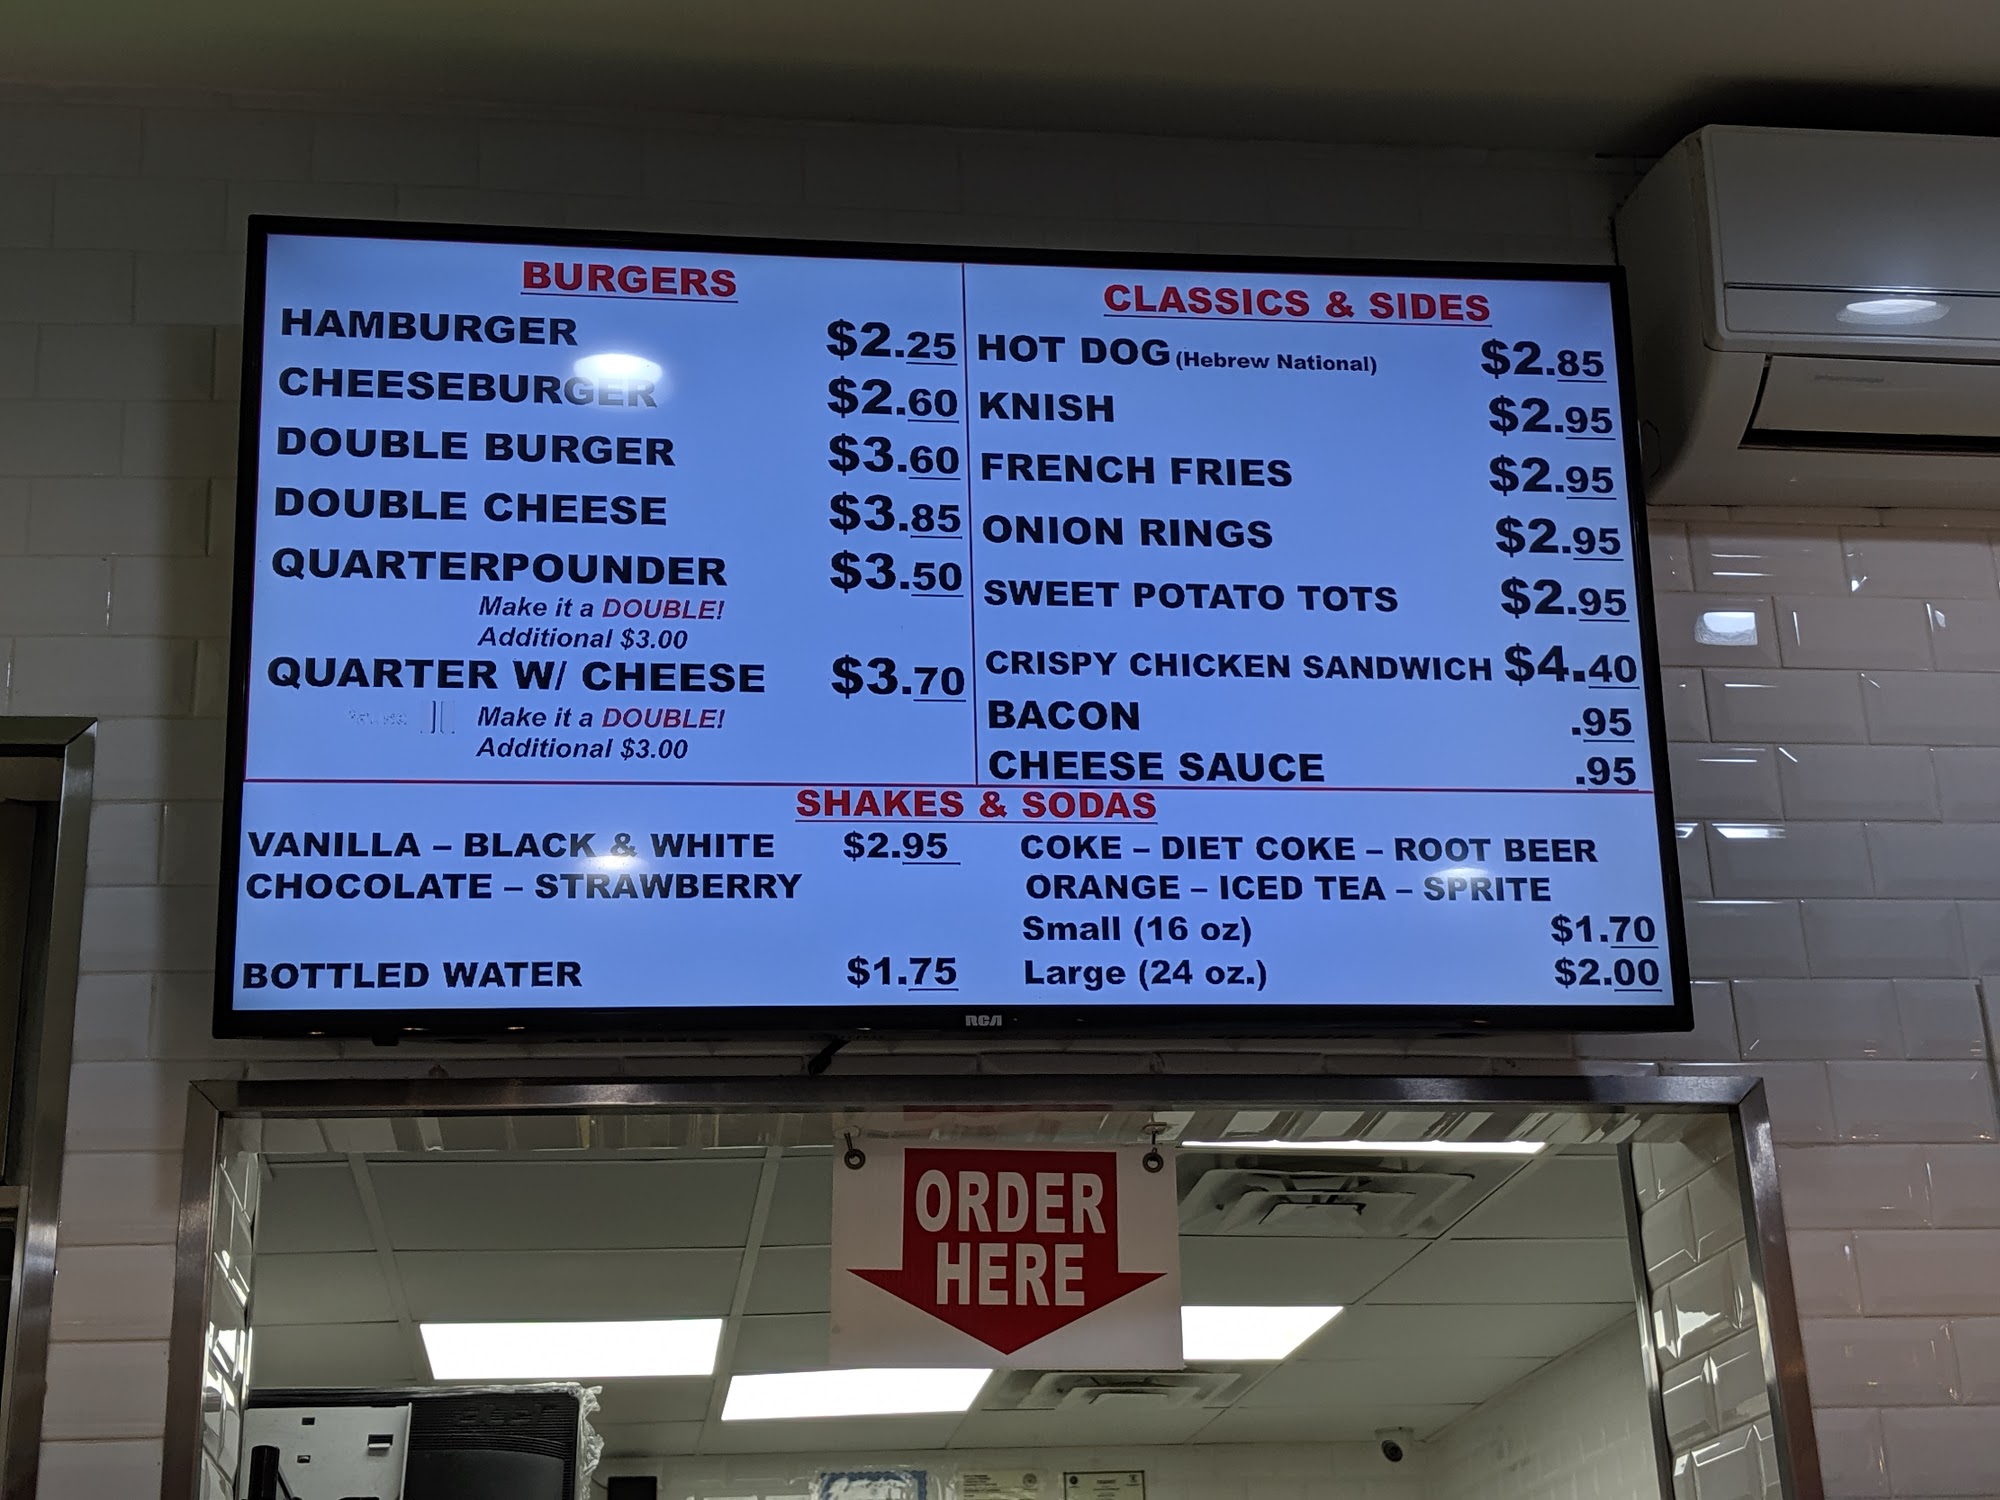 BURGERS
HAMBURGER $2.25
CHEESEBURGER $2.60
DOUBLE BURGER $3.60
DOUBLE CHEESE $3.85
QUARTERPOUNDER $3.50
Make it a DOUBLE!
Additional $3.00
QUARTER W/ CHEESE $3.70
Make it a DOUBLE!
Additional $3.00
CLASSICS & SIDES
HOT DOG (Hebrew National) $2.85
KNISH $2.95
FRENCH FRIES $2.95
ONION RINGS $2.95
SWEET POTATO TOTS $2.95
CRISPY CHICKEN SANDWICH $4.40
BACON .95
CHEESE SAUCE .95
SHAKES & SODAS
VANILLA – BLACK & WHITE $2.95
CHOCOLATE – STRAWBERRY
BOTTLED WATER $1.75
COKE – DIET COKE – ROOT BEER
ORANGE – ICED TEA – SPRITE
Small (16 oz) $1.70
Large (24 oz.) $2.00
RCA
ORDER
HERE